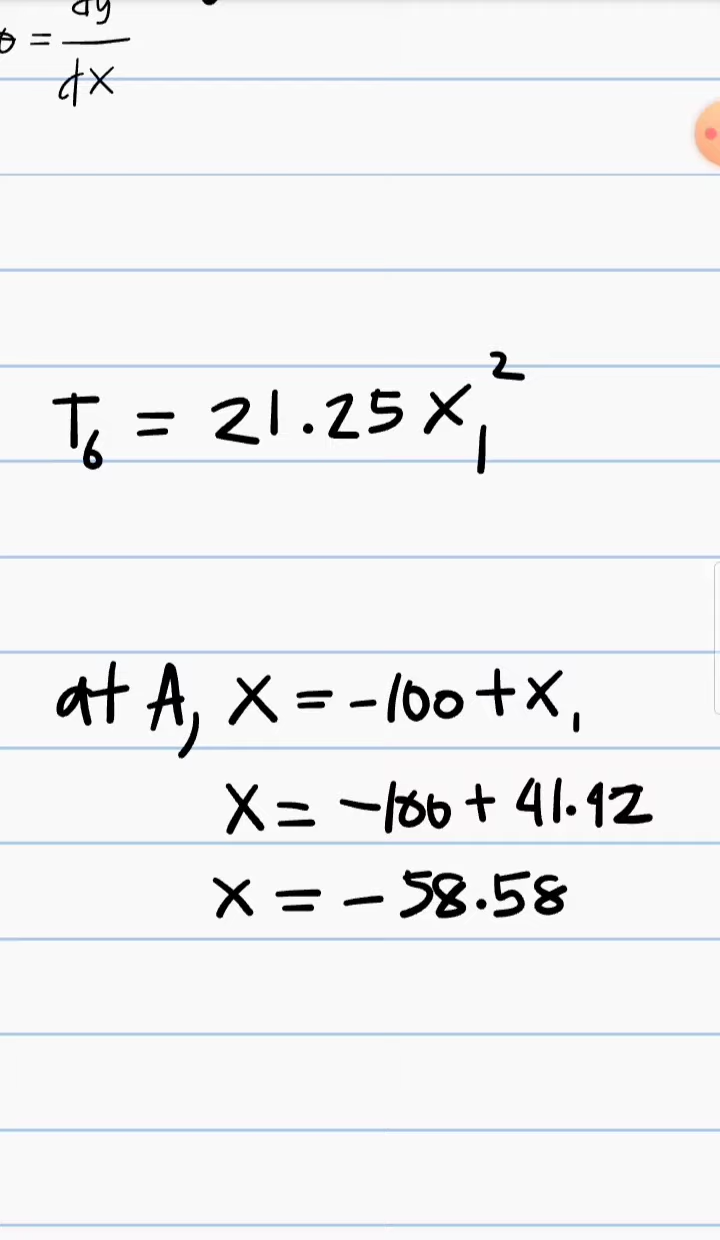 θ = dy/dx
T₆ = 21.25 x₁²
at A, x = -100 + x₁
x = -100 + 41.42
x = - 58.58